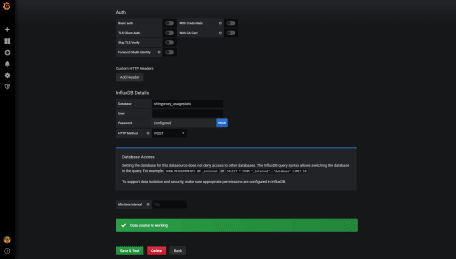 Auth
Basic auth
With Credentials
TLS Client Auth
With CA Cert
Skip TLS Verify
Forward OAuth Identity
Custom HTTP Headers
Add header
InfluxDB Details
Database
User
Password configured Reset
HTTP Method POST
Database Access
Setting the database for this datasource does not deny access to other databases. The InfluxDB query syntax allows switching the database
in the query. For example: SHOW MEASUREMENTS ON _internal or SELECT * FROM "_internal".."database" LIMIT 10
To support data isolation and security, make sure appropriate permissions are configured in InfluxDB.
Min time interval 10s
Data source is working
Save & Test Delete Back